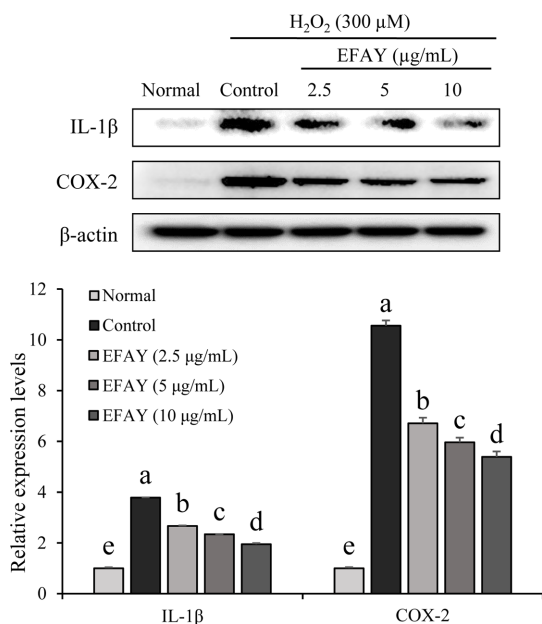 H₂O₂ (300 μM)
EFAY (μg/mL)
Normal Control 2.5 5 10
IL-1β
COX-2
β-actin
12
10
8
6
4
2
0
Relative expression levels
Normal
Control
EFAY (2.5 μg/mL)
EFAY (5 μg/mL)
EFAY (10 μg/mL)
e a b c d
e a b c d
IL-1β COX-2